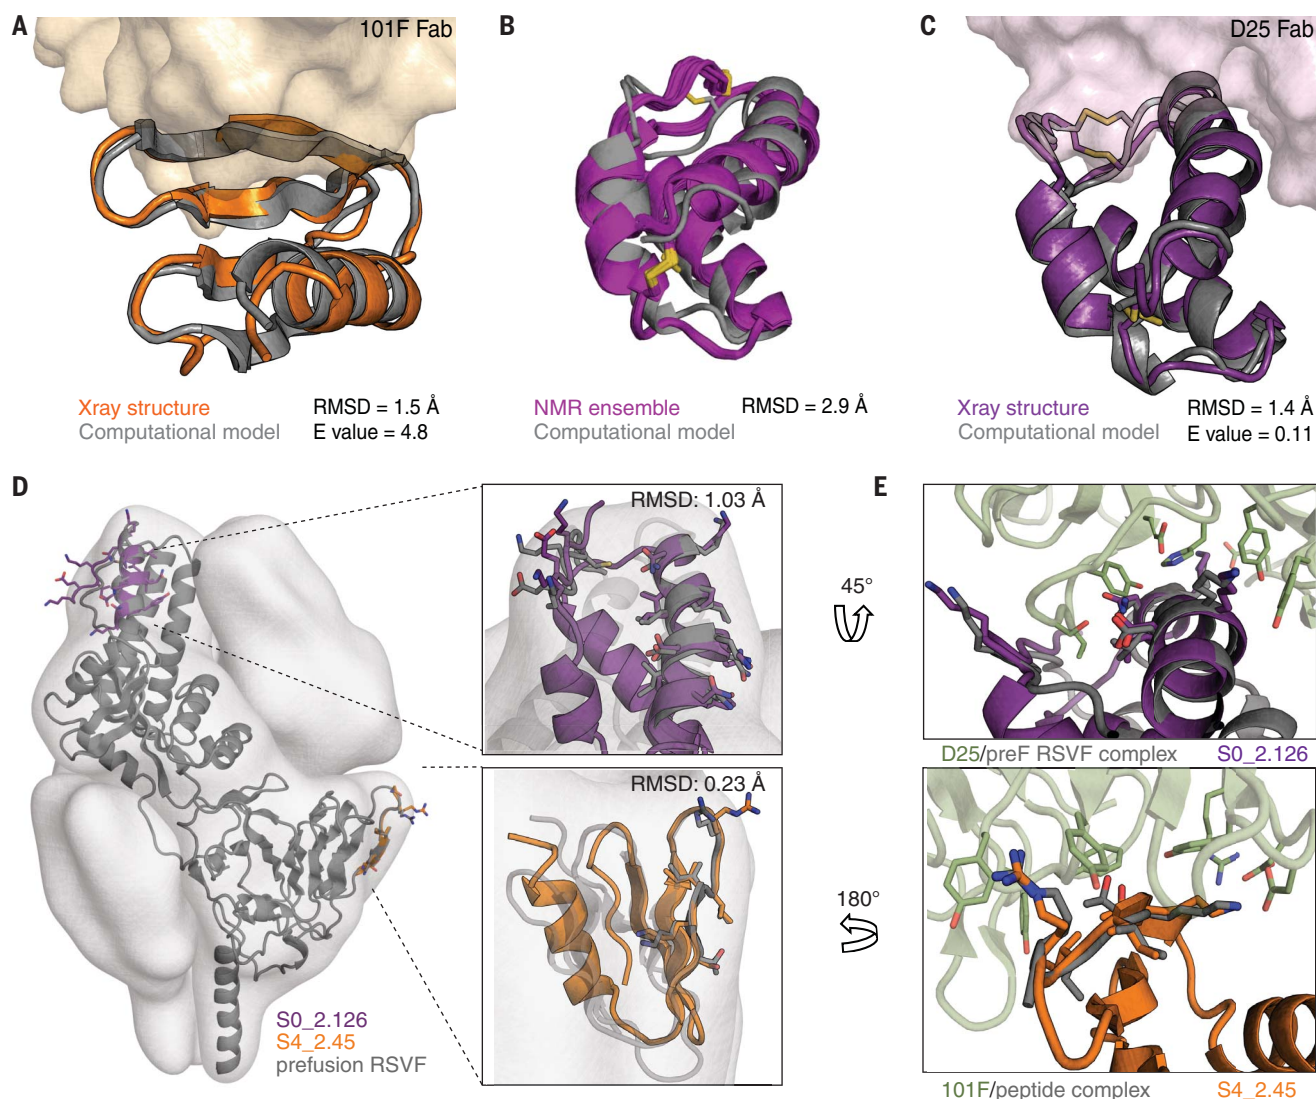 A
101F Fab
B
C
D25 Fab
Xray structure
Computational model
RMSD = 1.5 Å
E value = 4.8
NMR ensemble
Computational model
RMSD = 2.9 Å
Xray structure
Computational model
RMSD = 1.4 Å
E value = 0.11
D
RMSD: 1.03 Å
45°
E
D25/preF RSVF complex
S0_2.126
RMSD: 0.23 Å
180°
S0_2.126
S4_2.45
prefusion RSVF
101F/peptide complex
S4_2.45